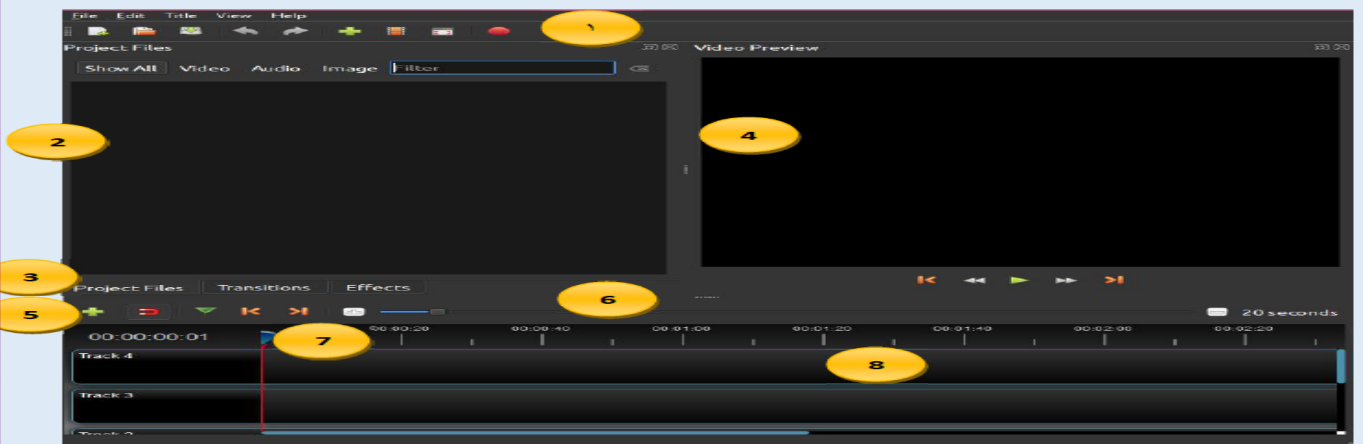 File Edit Title View Help
١
Project Files
Video Preview
Show All Video Audio Image Filter
2
4
3
Project Files Transitions Effects
6
5
20 seconds
00:00:00:01
7
00:00:20 00:00:40 00:01:00 00:01:20 00:01:40 00:02:00 00:02:20
Track 4
8
Track 3
Track 2